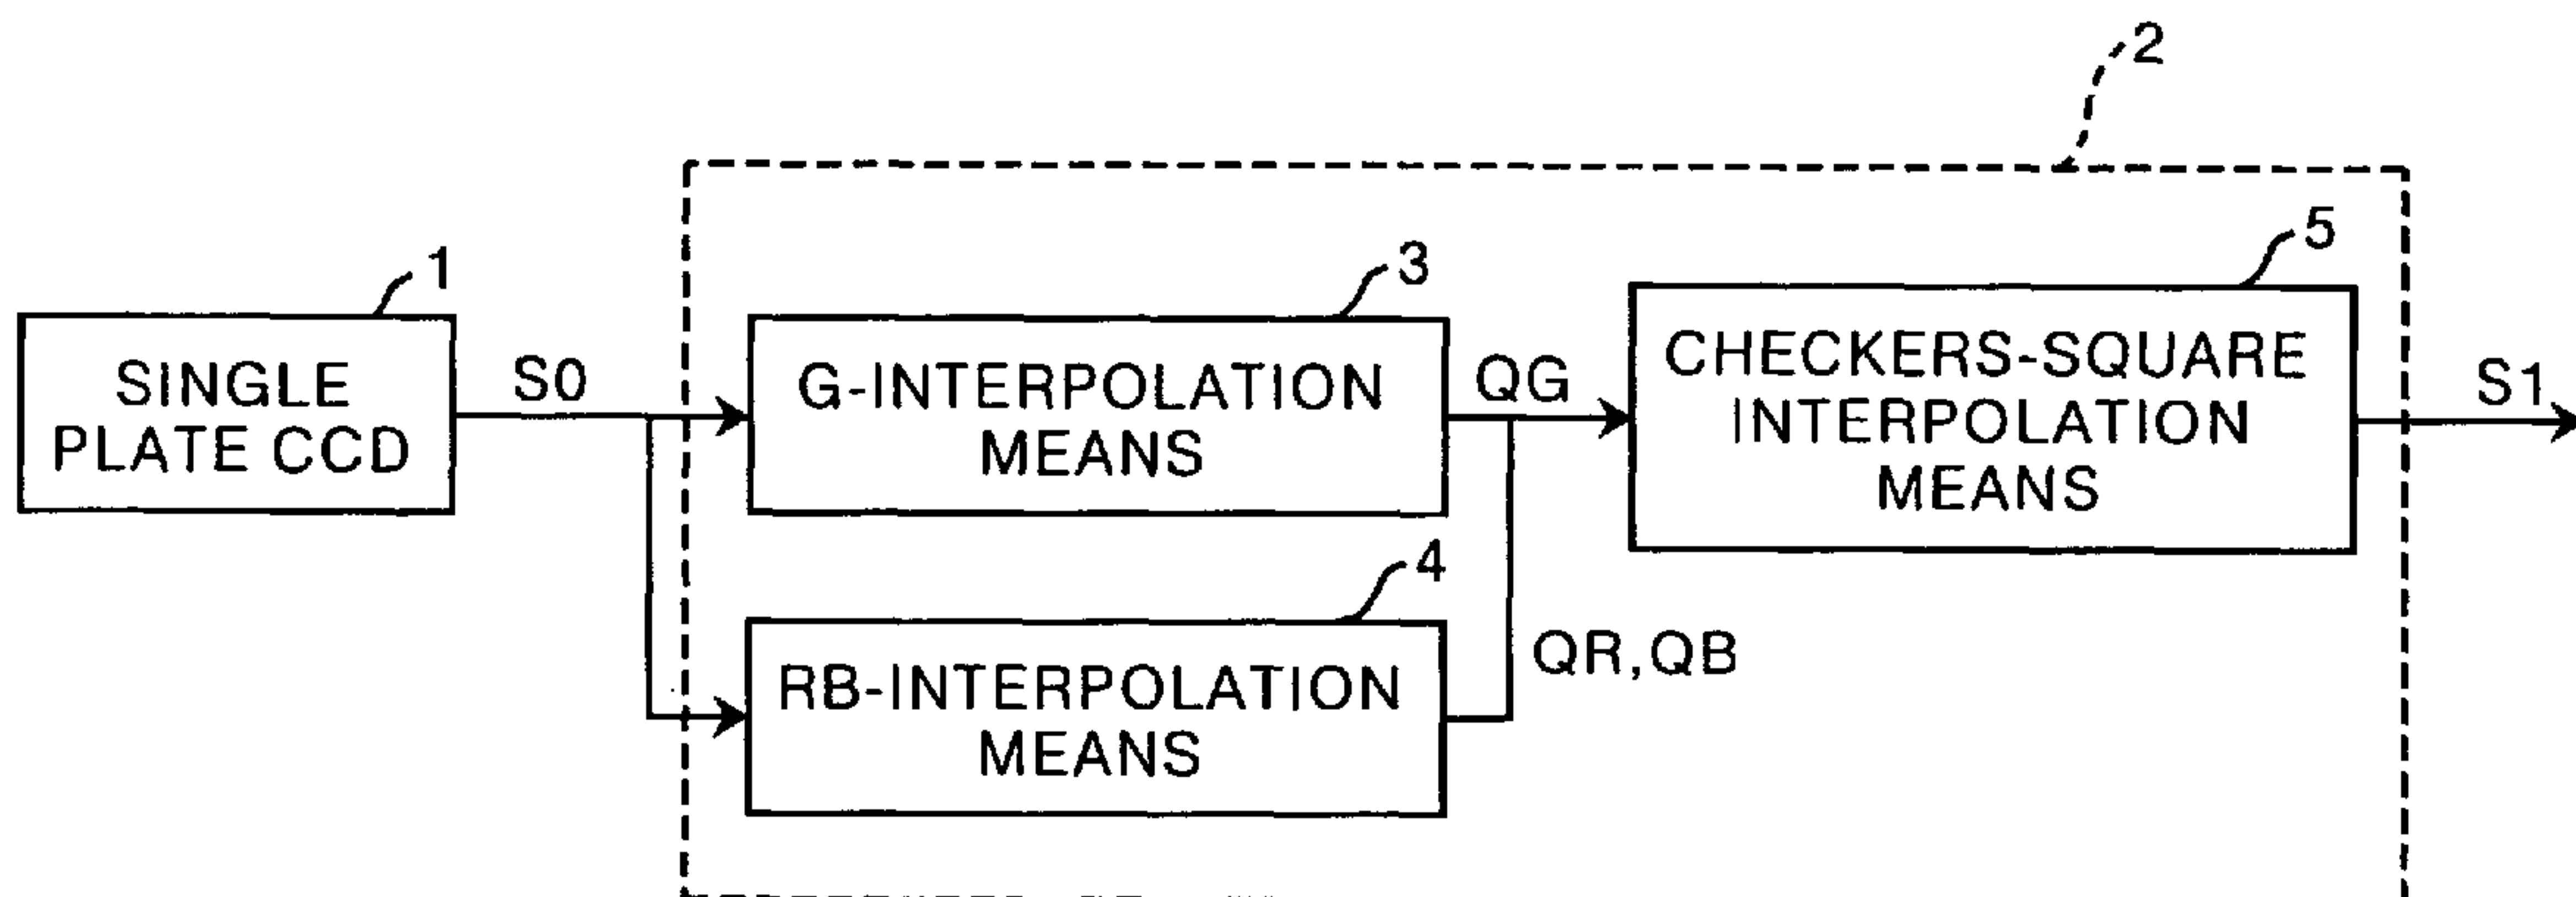 2
1
SINGLE
PLATE CCD
S0
3
G-INTERPOLATION
MEANS
QG
5
CHECKERS-SQUARE
INTERPOLATION
MEANS
S1
4
RB-INTERPOLATION
MEANS
QR,QB